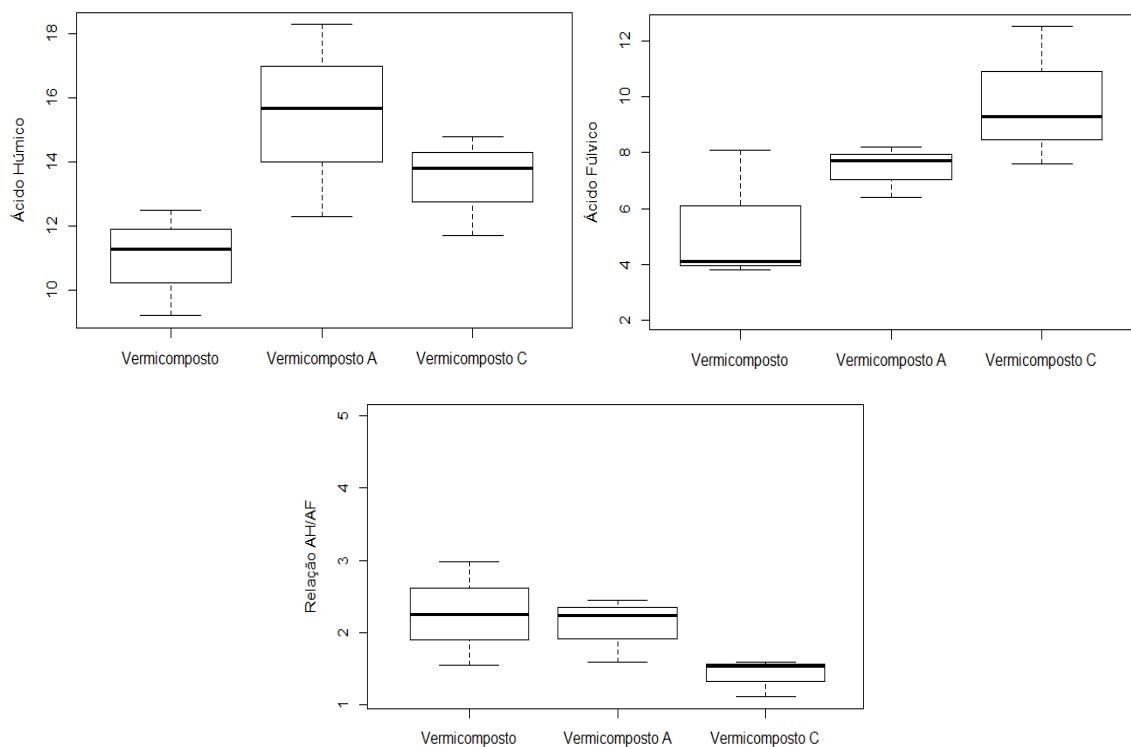 Ácido Húmico
18
16
14
12
10
Vermicomposto Vermicomposto A Vermicomposto C
Ácido Fúlvico
12
10
8
6
4
2
Vermicomposto Vermicomposto A Vermicomposto C
Relação AH/AF
5
4
3
2
1
Vermicomposto Vermicomposto A Vermicomposto C